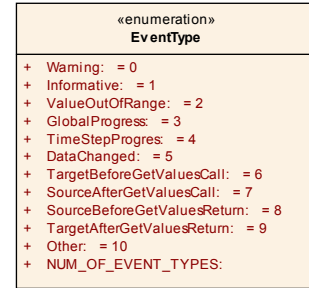 «enumeration»
EventType
+ Warning: = 0
+ Informative: = 1
+ ValueOutOfRange: = 2
+ GlobalProgress: = 3
+ TimeStepProgres: = 4
+ DataChanged: = 5
+ TargetBeforeGetValuesCall: = 6
+ SourceAfterGetValuesCall: = 7
+ SourceBeforeGetValuesReturn: = 8
+ TargetAfterGetValuesReturn: = 9
+ Other: = 10
+ NUM_OF_EVENT_TYPES: